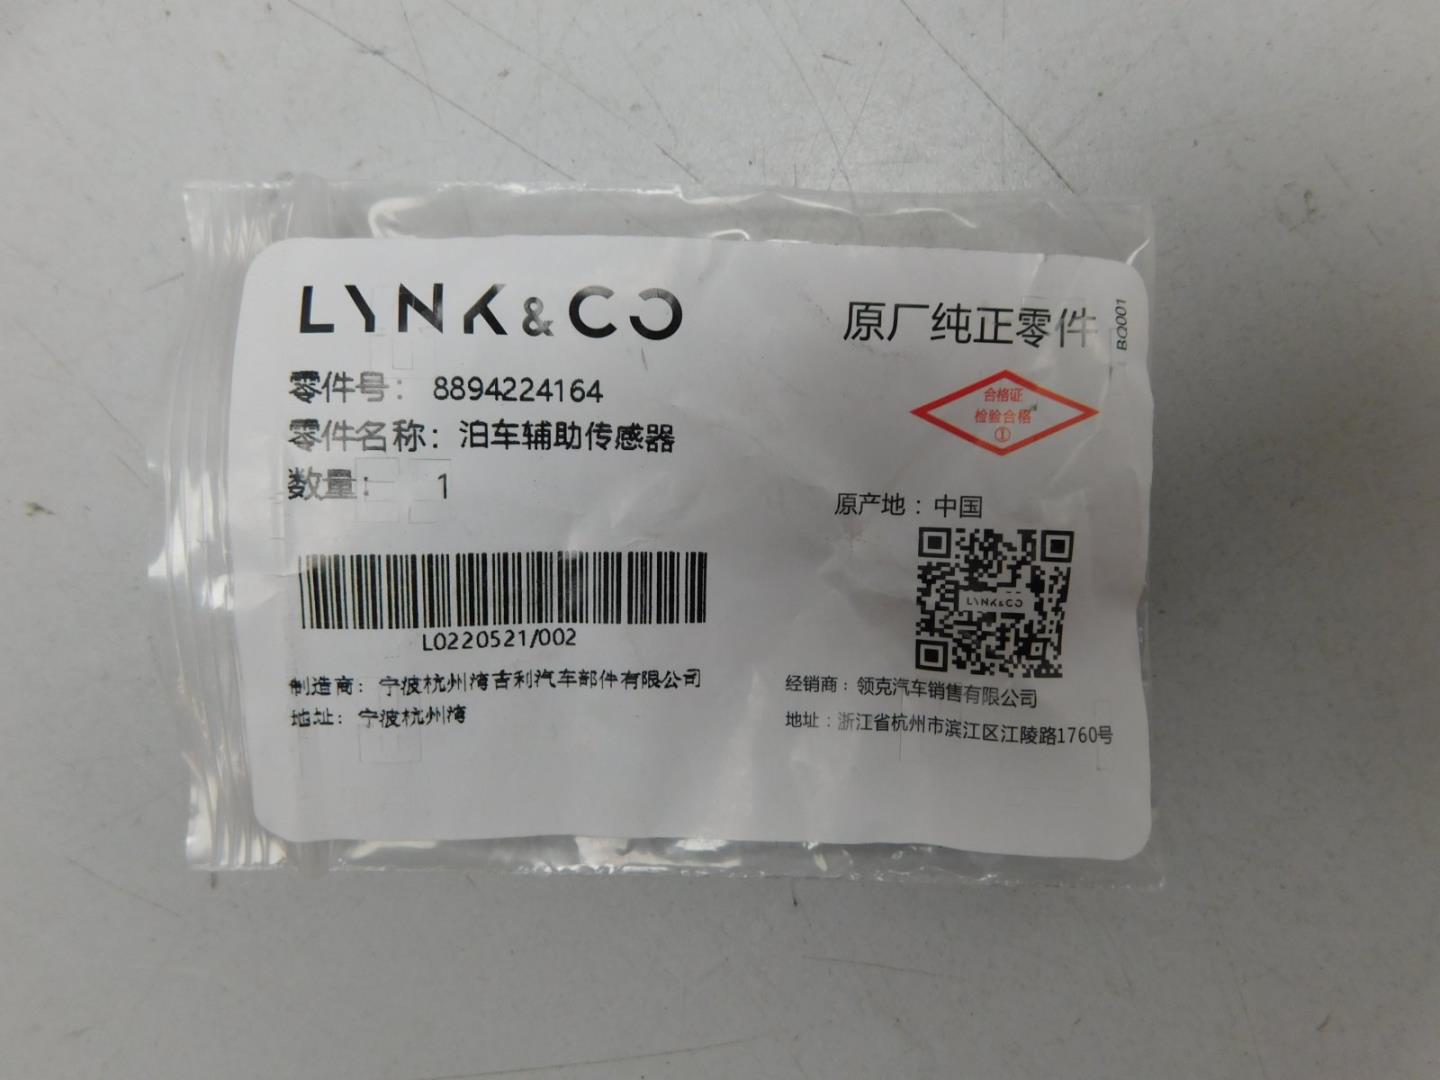 LYNK&CO
原厂纯正零件
BQ001
零件号： 8894224164
零件名称：泊车辅助传感器
数量： 1
合格证
检验合格
①
原产地：中国
LYNK&CO
L0220521/002
制造商：宁波杭州湾吉利汽车部件有限公司
地址：宁波杭州湾
经销商：领克汽车销售有限公司
地址：浙江省杭州市滨江区江陵路1760号